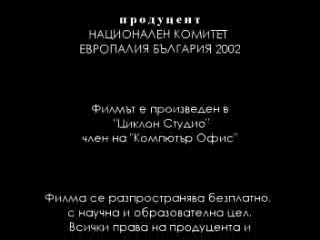 продуцент
НАЦИОНАЛЕН КОМИТЕТ
ЕВРОПАЛИЯ БЪЛГАРИЯ 2002
Филмът е произведен в
"Циклон Студио"
член на "Компютър Офис"
Филма се разпространява безплатно,
с научна и образователна цел.
Всички права на продуцента и